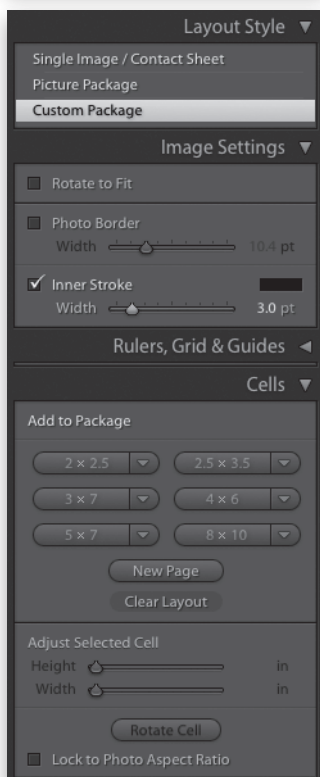 Layout Style
Single Image / Contact Sheet
Picture Package
Custom Package
Image Settings
Rotate to Fit
Photo Border
Width 10.4 pt
Inner Stroke
Width 3.0 pt
Rulers, Grid & Guides
Cells
Add to Package
2 × 2.5 2.5 × 3.5
3 × 7 4 × 6
5 × 7 8 × 10
New Page
Clear Layout
Adjust Selected Cell
Height in
Width in
Rotate Cell
Lock to Photo Aspect Ratio